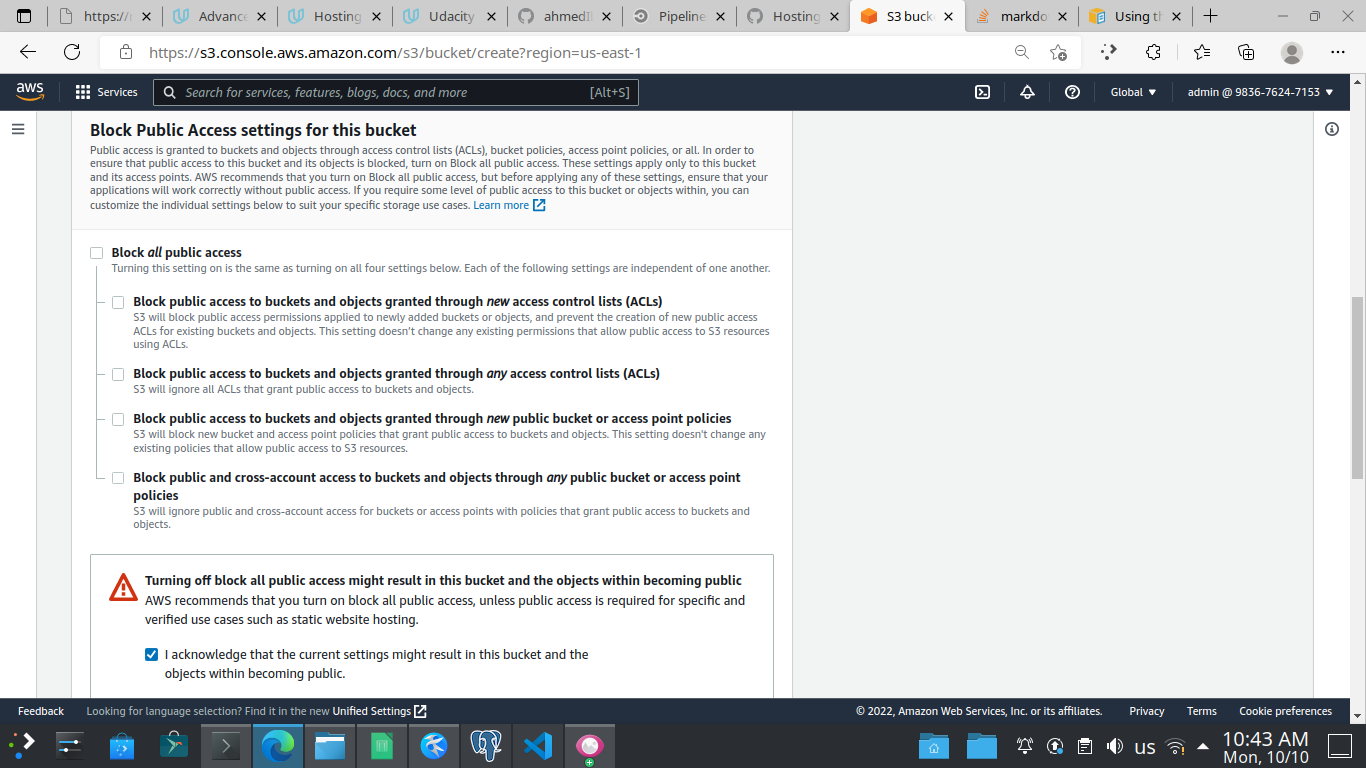 https://r
Advance
Hosting
Udacity
ahmedI
Pipeline
Hosting
S3 buck
markdo
Using t
https://s3.console.aws.amazon.com/s3/bucket/create?region=us-east-1
aws
Services
Search for services, features, blogs, docs, and more
[Alt+S]
Global
admin @ 9836-7624-7153
Block Public Access settings for this bucket
Public access is granted to buckets and objects through access control lists (ACLs), bucket policies, access point policies, or all. In order to
ensure that public access to this bucket and its objects is blocked, turn on Block all public access. These settings apply only to this bucket
and its access points. AWS recommends that you turn on Block all public access, but before applying any of these settings, ensure that your
applications will work correctly without public access. If you require some level of public access to this bucket or objects within, you can
customize the individual settings below to suit your specific storage use cases. Learn more
Block all public access
Turning this setting on is the same as turning on all four settings below. Each of the following settings are independent of one another.
Block public access to buckets and objects granted through new access control lists (ACLs)
S3 will block public access permissions applied to newly added buckets or objects, and prevent the creation of new public access
ACLs for existing buckets and objects. This setting doesn't change any existing permissions that allow public access to S3 resources
using ACLs.
Block public access to buckets and objects granted through any access control lists (ACLs)
S3 will ignore all ACLs that grant public access to buckets and objects.
Block public access to buckets and objects granted through new public bucket or access point policies
S3 will block new bucket and access point policies that grant public access to buckets and objects. This setting doesn't change any
existing policies that allow public access to S3 resources.
Block public and cross-account access to buckets and objects through any public bucket or access point
policies
S3 will ignore public and cross-account access for buckets or access points with policies that grant public access to buckets and
objects.
Turning off block all public access might result in this bucket and the objects within becoming public
AWS recommends that you turn on block all public access, unless public access is required for specific and
verified use cases such as static website hosting.
I acknowledge that the current settings might result in this bucket and the
objects within becoming public.
Feedback
Looking for language selection? Find it in the new Unified Settings
© 2022, Amazon Web Services, Inc. or its affiliates.
Privacy
Terms
Cookie preferences
us
10:43 AM
Mon, 10/10